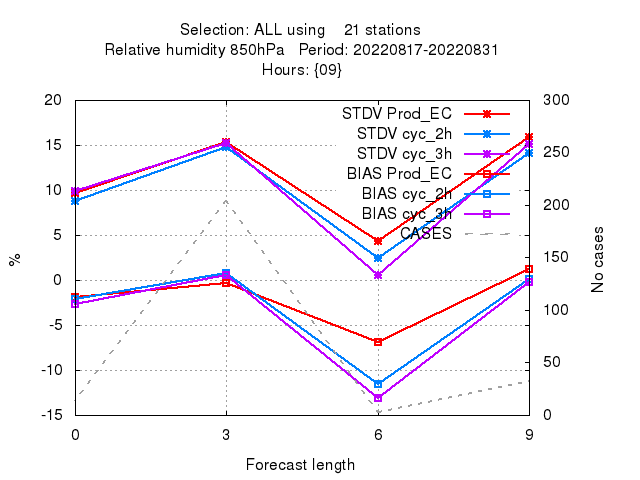 Selection: ALL using 21 stations
Relative humidity 850hPa Period: 20220817-20220831
Hours: {09}
20 300
STDV Prod_EC
STDV cyc_2h
15
STDV cyc_3h 250
BIAS Prod_EC
10 BIAS cyc_2h
200
BIAS cyc_3h
5 CASES
150
% 0 No cases
100
-5
-10 50
-15 0
0 3 6 9
Forecast length